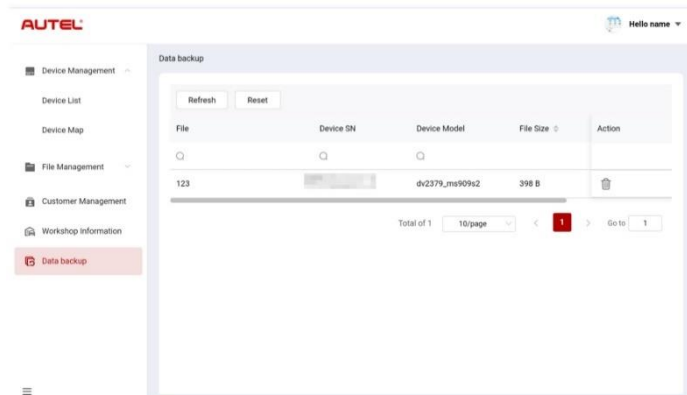 AUTEL
Hello name
Device Management
Device List
Device Map
File Management
Customer Management
Workshop Information
Data backup
Data backup
Refresh Reset
File Device SN Device Model File Size Action
123 dv2379_ms909s2 398 B
Total of 1 10/page < 1 > Go to 1